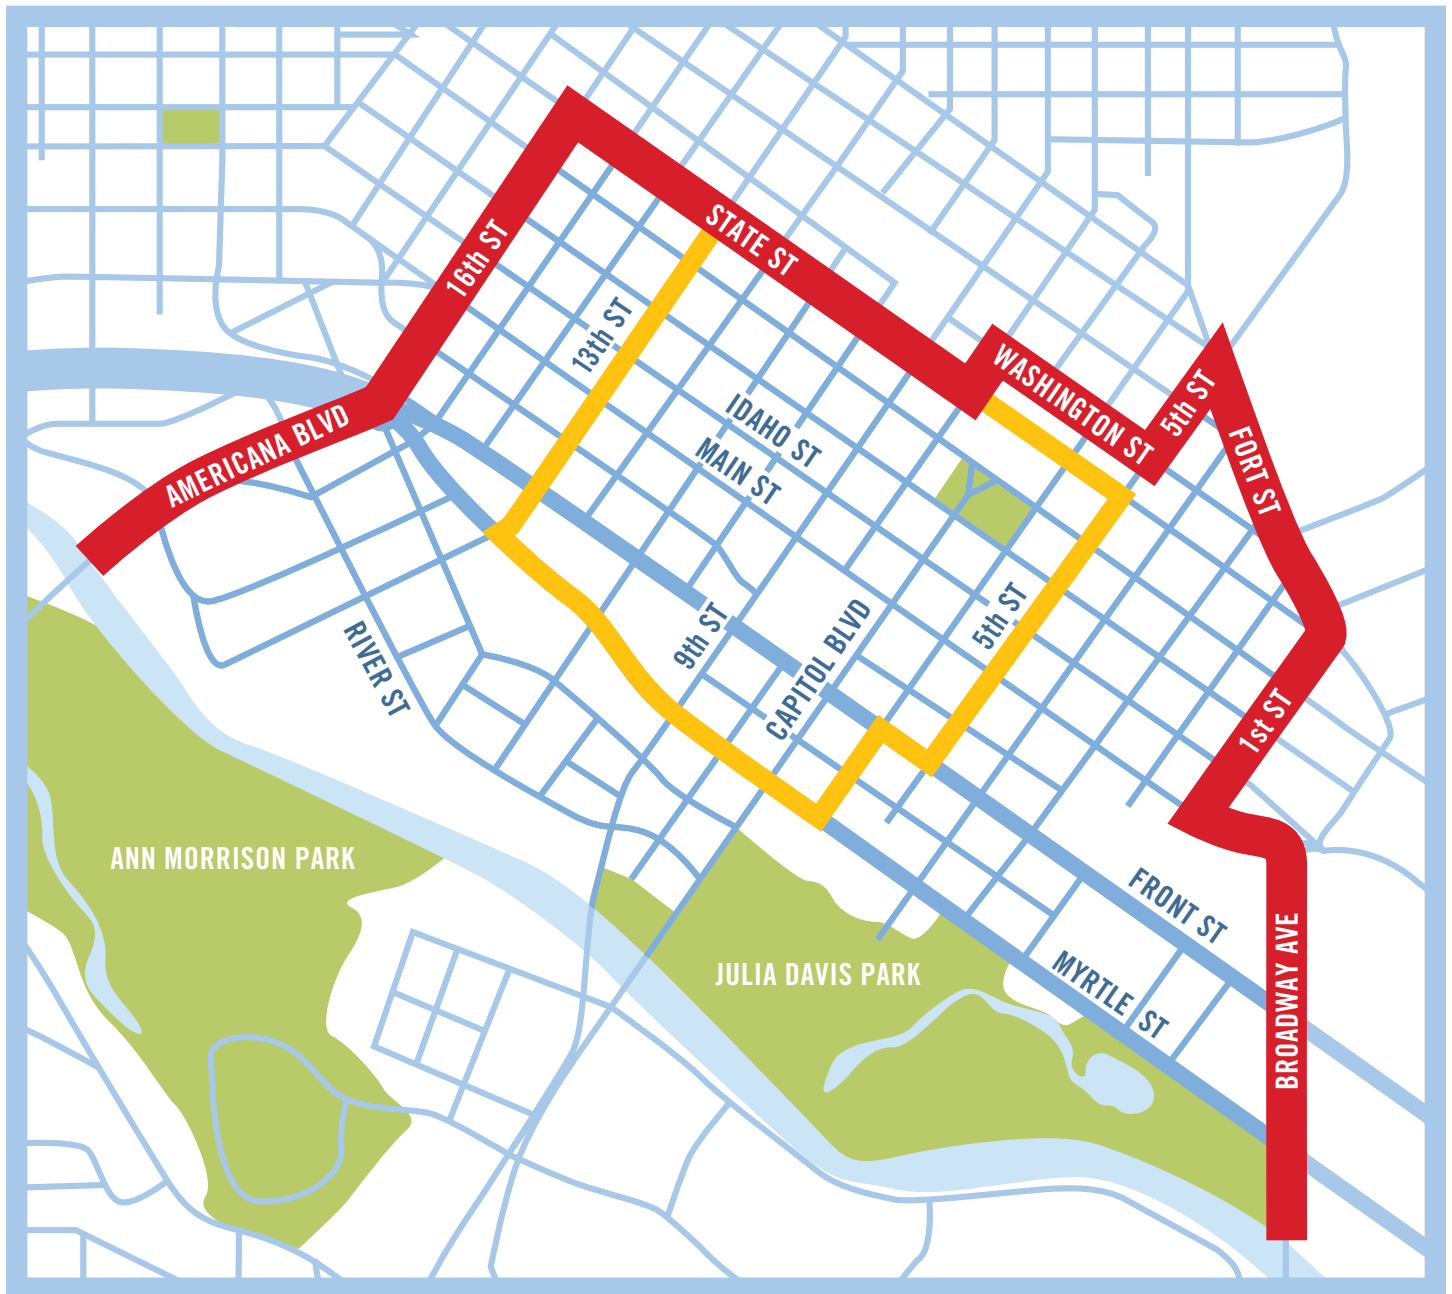 STATE ST
16th ST
13th ST
WASHINGTON ST
5th ST
IDAHO ST
MAIN ST
AMERICANA BLVD
FORT ST
5th ST
9th ST
CAPITOL BLVD
RIVER ST
1st ST
ANN MORRISON PARK
FRONT ST
JULIA DAVIS PARK
MYRTLE ST
BROADWAY AVE